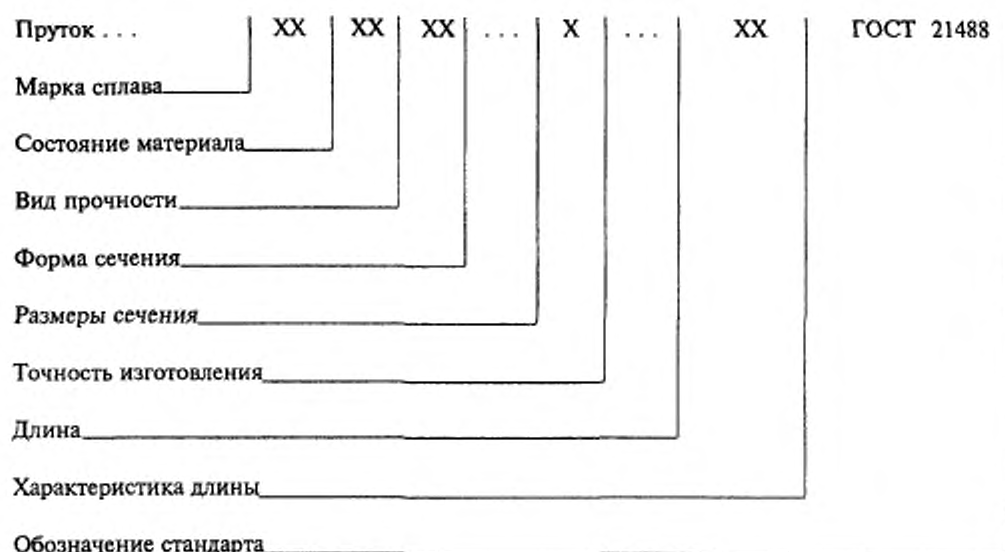 Пруток . . . XX XX XX . . . X . . . XX ГОСТ 21488
Марка сплава
Состояние материала
Вид прочности
Форма сечения
Размеры сечения
Точность изготовления
Длина
Характеристика длины
Обозначение стандарта